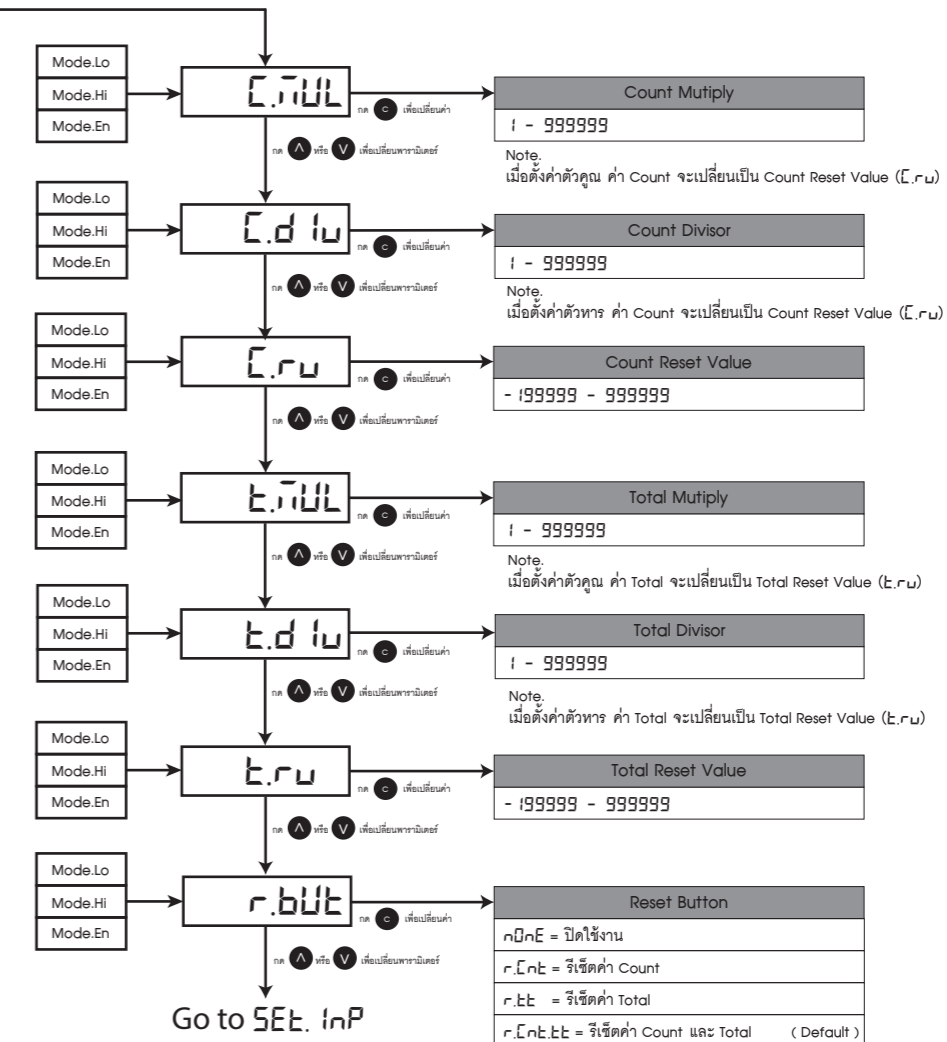 Mode.Lo
Mode.Hi
Mode.En
C.MUL
กด C เพื่อเปลี่ยนค่า
Count Mutiply
1 - 999999
Note.
เมื่อตั้งค่าตัวคูณ ค่า Count จะเปลี่ยนเป็น Count Reset Value (C.rv)
กด ∧ หรือ ∨ เพื่อเปลี่ยนพารามิเตอร์
Mode.Lo
Mode.Hi
Mode.En
C.dIv
กด C เพื่อเปลี่ยนค่า
Count Divisor
1 - 999999
Note.
เมื่อตั้งค่าตัวหาร ค่า Count จะเปลี่ยนเป็น Count Reset Value (C.rv)
กด ∧ หรือ ∨ เพื่อเปลี่ยนพารามิเตอร์
Mode.Lo
Mode.Hi
Mode.En
C.rv
กด C เพื่อเปลี่ยนค่า
Count Reset Value
-199999 - 999999
กด ∧ หรือ ∨ เพื่อเปลี่ยนพารามิเตอร์
Mode.Lo
Mode.Hi
Mode.En
t.MUL
กด C เพื่อเปลี่ยนค่า
Total Mutiply
1 - 999999
Note.
เมื่อตั้งค่าตัวคูณ ค่า Total จะเปลี่ยนเป็น Total Reset Value (t.rv)
กด ∧ หรือ ∨ เพื่อเปลี่ยนพารามิเตอร์
Mode.Lo
Mode.Hi
Mode.En
t.dIv
กด C เพื่อเปลี่ยนค่า
Total Divisor
1 - 999999
Note.
เมื่อตั้งค่าตัวหาร ค่า Total จะเปลี่ยนเป็น Total Reset Value (t.rv)
กด ∧ หรือ ∨ เพื่อเปลี่ยนพารามิเตอร์
Mode.Lo
Mode.Hi
Mode.En
t.rv
กด C เพื่อเปลี่ยนค่า
Total Reset Value
-199999 - 999999
กด ∧ หรือ ∨ เพื่อเปลี่ยนพารามิเตอร์
Mode.Lo
Mode.Hi
Mode.En
r.bUt
กด C เพื่อเปลี่ยนค่า
Reset Button
nOnE = ปิดใช้งาน
r.Cnt = รีเซ็ตค่า Count
r.tt = รีเซ็ตค่า Total
r.Cnt.tt = รีเซ็ตค่า Count และ Total (Default)
กด ∧ หรือ ∨ เพื่อเปลี่ยนพารามิเตอร์
Go to SEt. InP